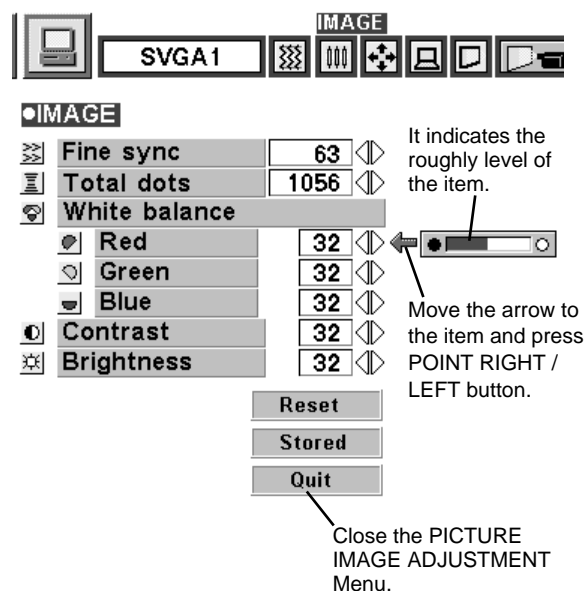 IMAGE
SVGA1
IMAGE
Fine sync 63
Total dots 1056
White balance
Red 32
Green 32
Blue 32
Contrast 32
Brightness 32
It indicates the
roughly level of
the item.
Move the arrow to
the item and press
POINT RIGHT /
LEFT button.
Reset
Stored
Quit
Close the PICTURE
IMAGE ADJUSTMENT
Menu.